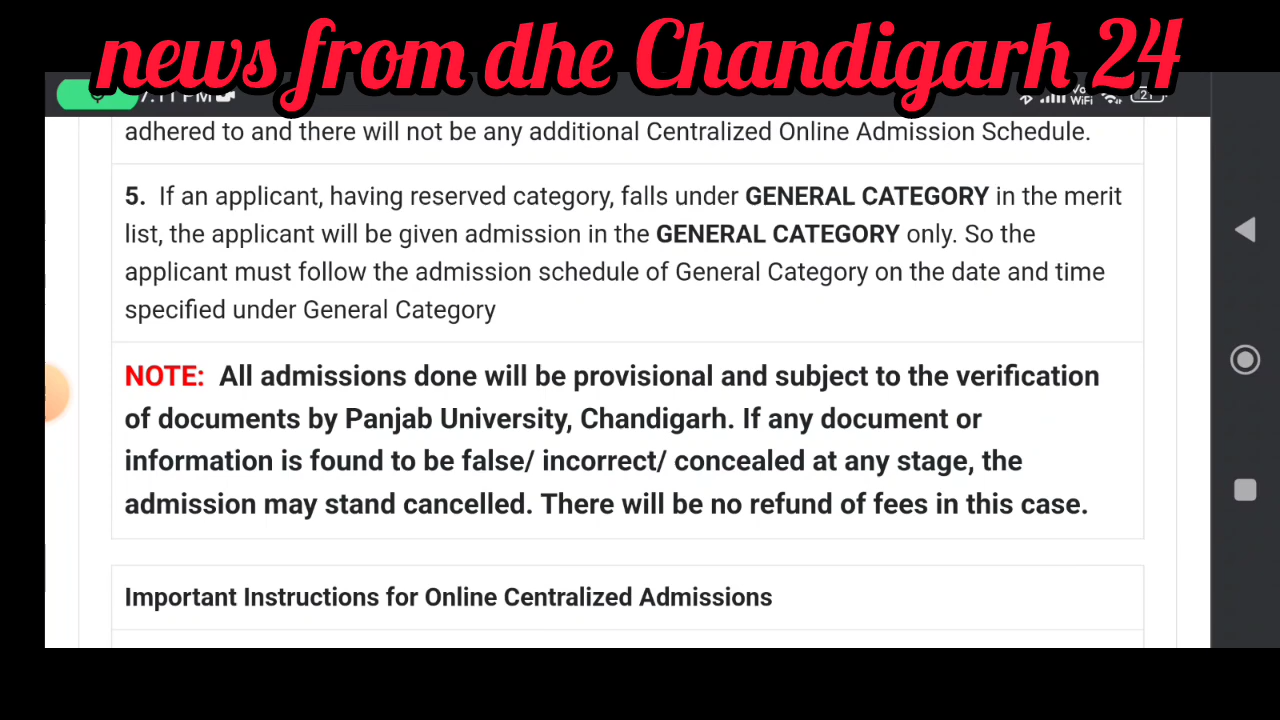 news from dhe Chandigarh 24
7:11 PM
Vo
WiFi
21
adhered to and there will not be any additional Centralized Online Admission Schedule.
5. If an applicant, having reserved category, falls under GENERAL CATEGORY in the merit
list, the applicant will be given admission in the GENERAL CATEGORY only. So the
applicant must follow the admission schedule of General Category on the date and time
specified under General Category
NOTE: All admissions done will be provisional and subject to the verification
of documents by Panjab University, Chandigarh. If any document or
information is found to be false/ incorrect/ concealed at any stage, the
admission may stand cancelled. There will be no refund of fees in this case.
Important Instructions for Online Centralized Admissions